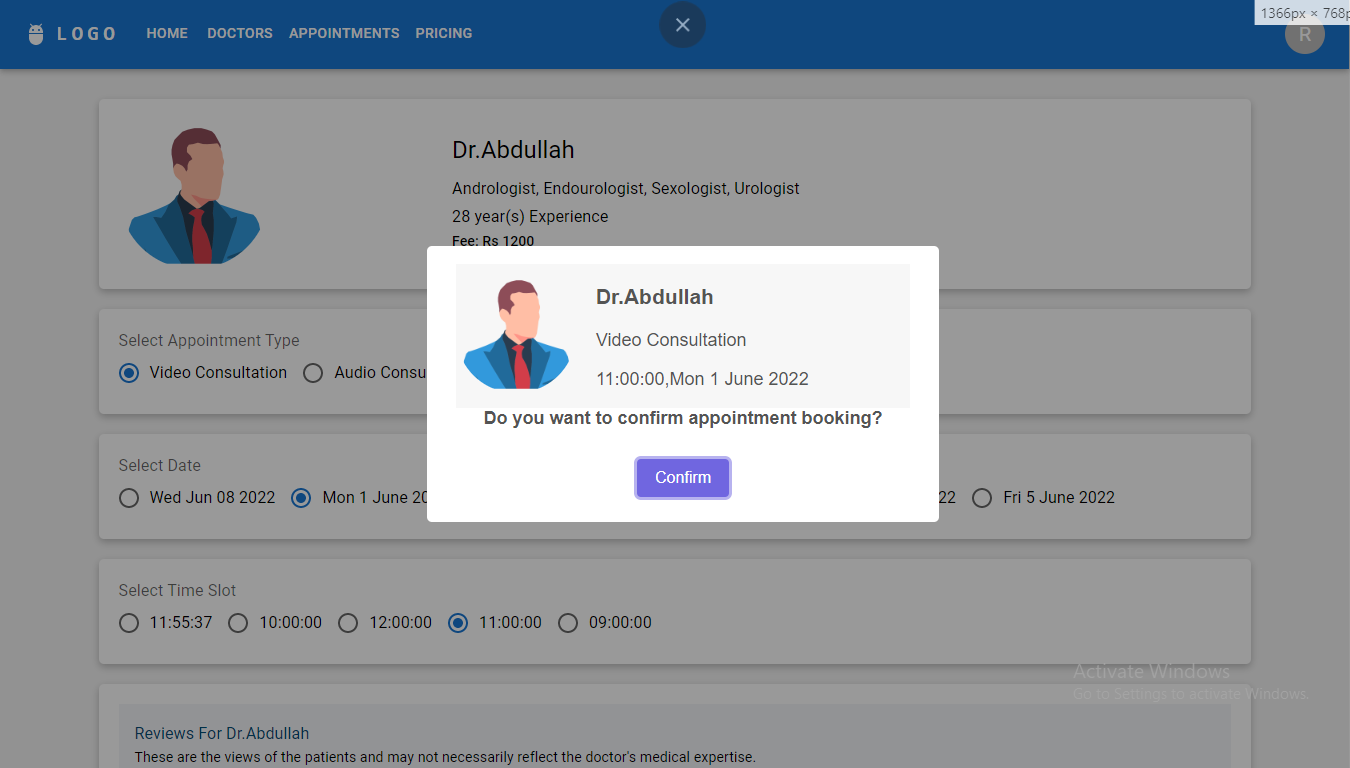 LOGO HOME DOCTORS APPOINTMENTS PRICING
1366px × 768p
R
Dr.Abdullah
Andrologist, Endourologist, Sexologist, Urologist
28 year(s) Experience
Fee: Rs 1200
Dr.Abdullah
Video Consultation
11:00:00,Mon 1 June 2022
Do you want to confirm appointment booking?
Confirm
Select Appointment Type
Video Consultation Audio Consu
Select Date
Wed Jun 08 2022 Mon 1 June 20 22 Fri 5 June 2022
Select Time Slot
11:55:37 10:00:00 12:00:00 11:00:00 09:00:00
Activate Windows
Go to Settings to activate Windows.
Reviews For Dr.Abdullah
These are the views of the patients and may not necessarily reflect the doctor's medical expertise.